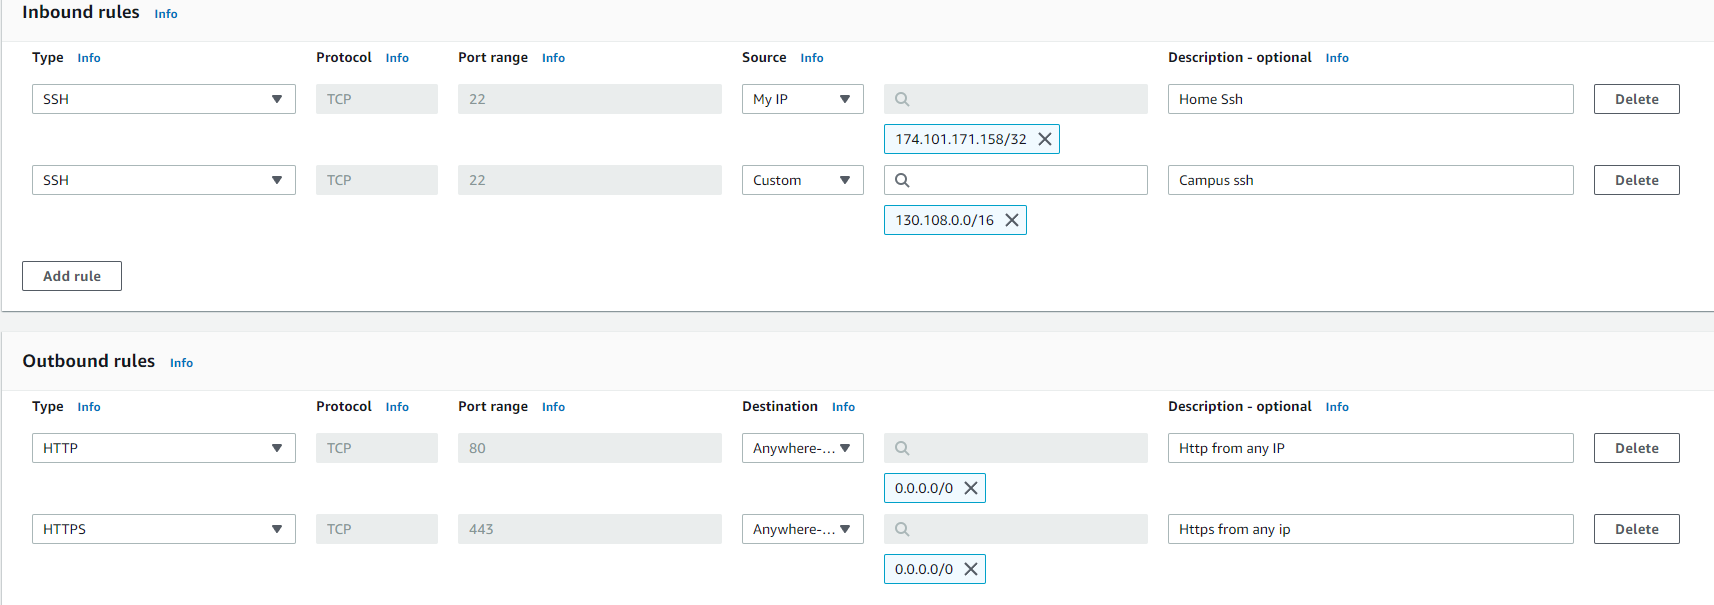 Inbound rules Info
Type Info Protocol Info Port range Info Source Info Description - optional Info
SSH TCP 22 My IP Home Ssh Delete
174.101.171.158/32
SSH TCP 22 Custom Campus ssh Delete
130.108.0.0/16
Add rule
Outbound rules Info
Type Info Protocol Info Port range Info Destination Info Description - optional Info
HTTP TCP 80 Anywhere-... Http from any IP Delete
0.0.0.0/0
HTTPS TCP 443 Anywhere-... Https from any ip Delete
0.0.0.0/0